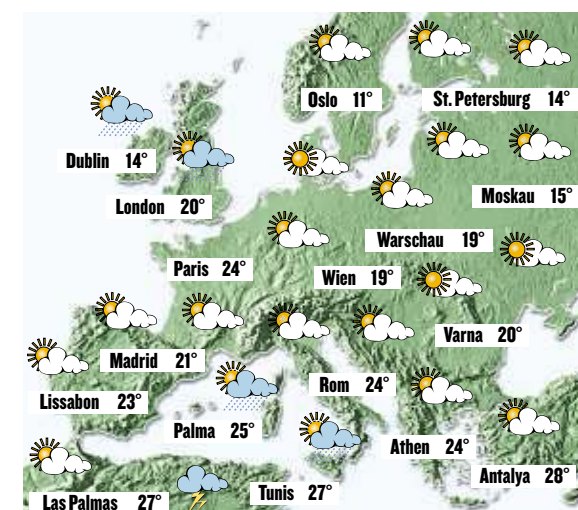 Oslo 11°
St. Petersburg 14°
Dublin 14°
Moskau 15°
London 20°
Warschau 19°
Paris 24°
Wien 19°
Varna 20°
Madrid 21°
Rom 24°
Lissabon 23°
Palma 25°
Athen 24°
Antalya 28°
Las Palmas 27°
Tunis 27°